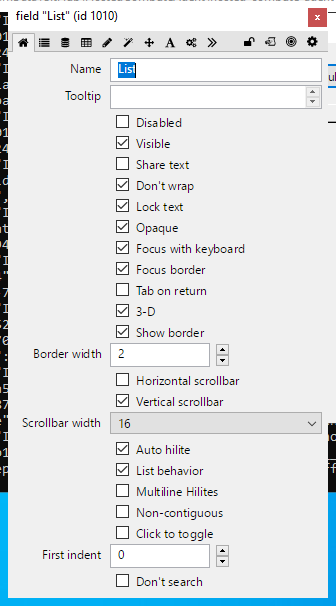 field "List" (id 1010)
x
A
Name
List
Tooltip
Disabled
Visible
Share text
Don't wrap
Lock text
Opaque
Focus with keyboard
Focus border
Tab on return
3-D
Show border
Border width 2
Horizontal scrollbar
Vertical scrollbar
Scrollbar width 16
Auto hilite
List behavior
Multiline Hilites
Non-contiguous
Click to toggle
First indent 0
Don't search